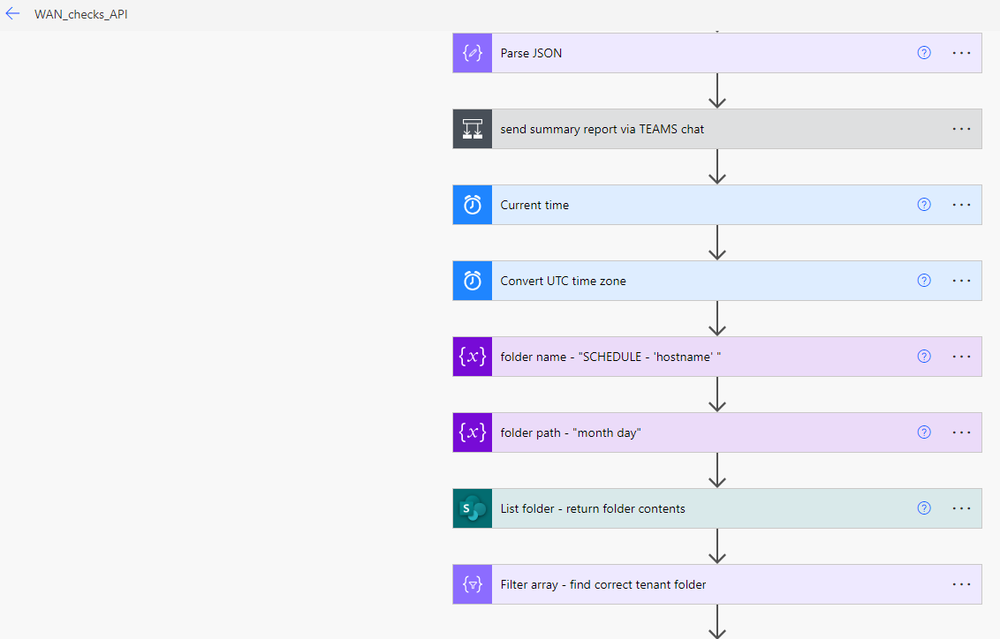 WAN_checks_API
Parse JSON
send summary report via TEAMS chat
Current time
Convert UTC time zone
folder name - "SCHEDULE - 'hostname' "
folder path - "month day"
List folder - return folder contents
Filter array - find correct tenant folder